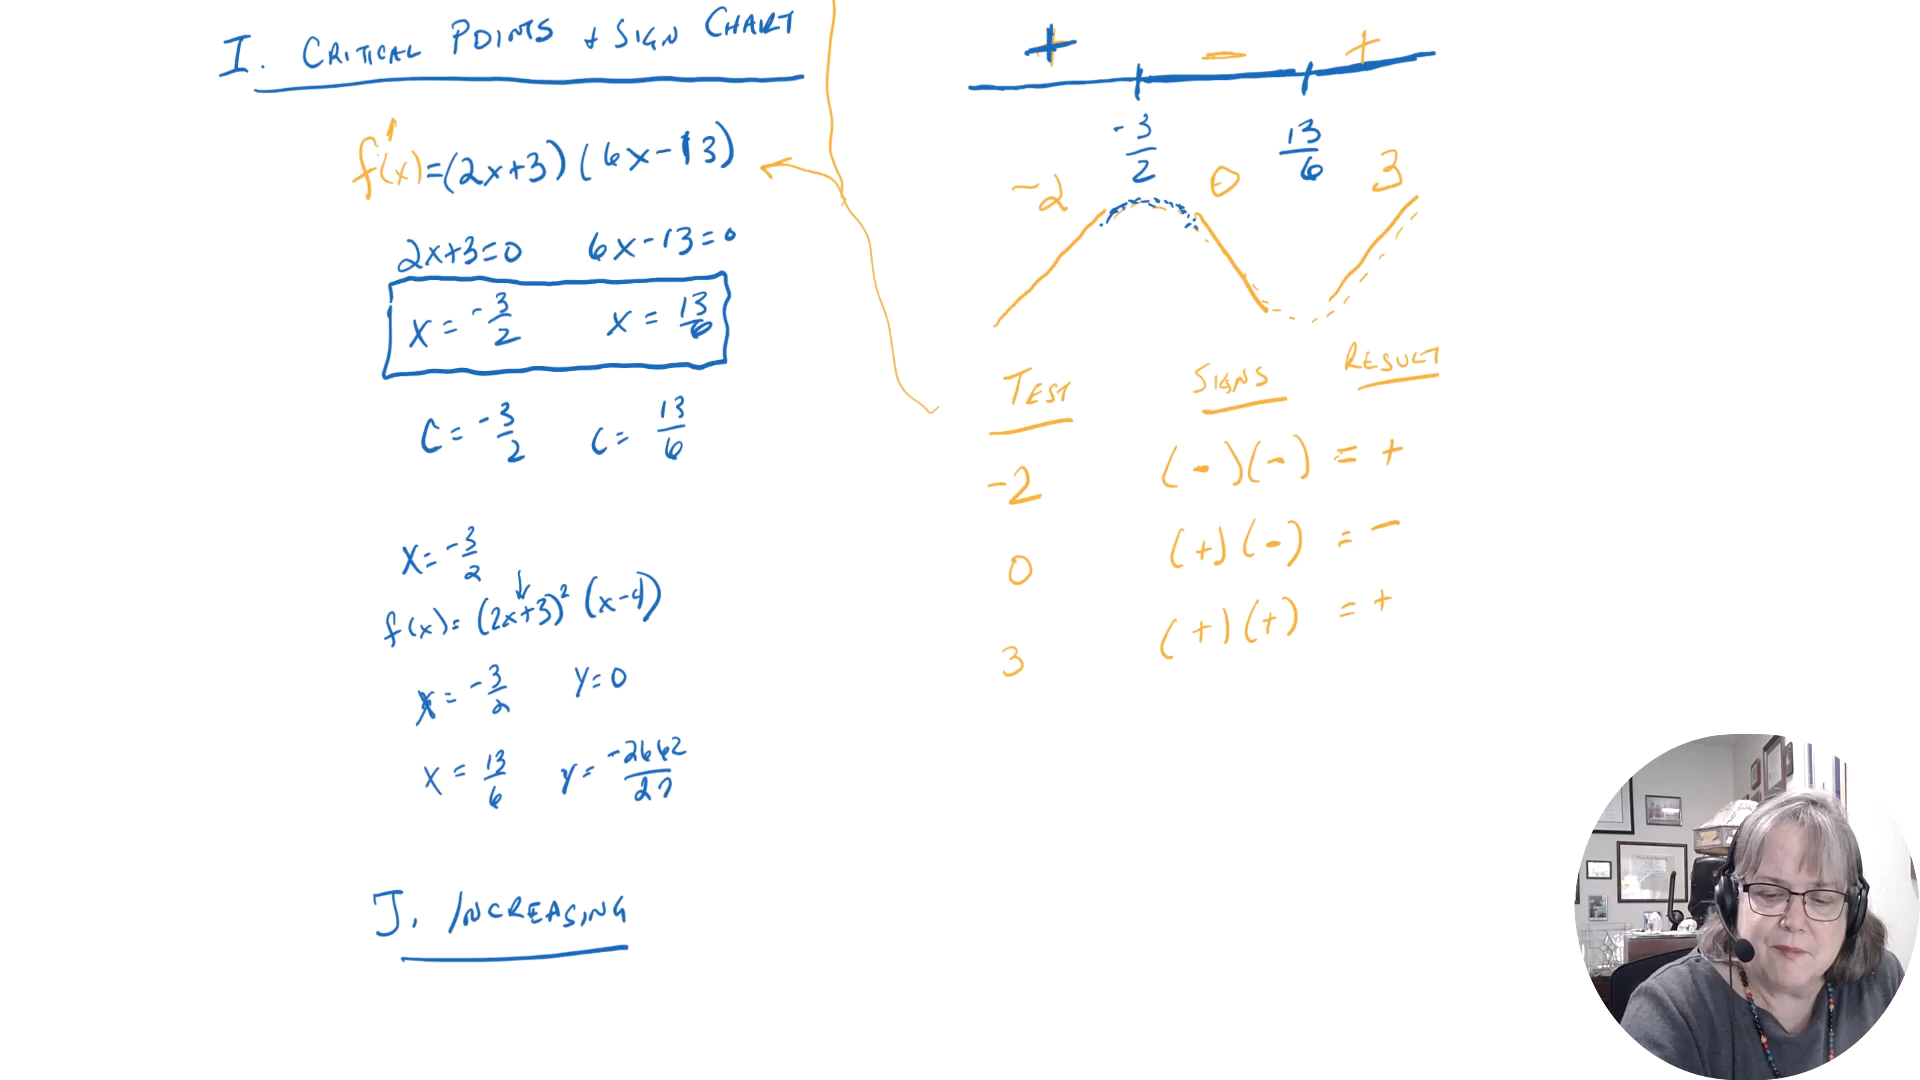 I. CRITICAL POINTS + SIGN CHART
f'(x)=(2x+3)(6x-13)
2x+3=0 6x-13=0
x = -3/2 x = 13/6
C = -3/2 C = 13/6
x = -3/2
f(x) = (2x+3)² (x-4)
x = -3/2 y = 0
x = 13/6 y = -2662/27
J. INCREASING
+ - +
-3/2 13/6
-2 0 3
TEST SIGNS RESULT
-2 (-)(-) = +
0 (+)(-) = -
3 (+)(+) = +